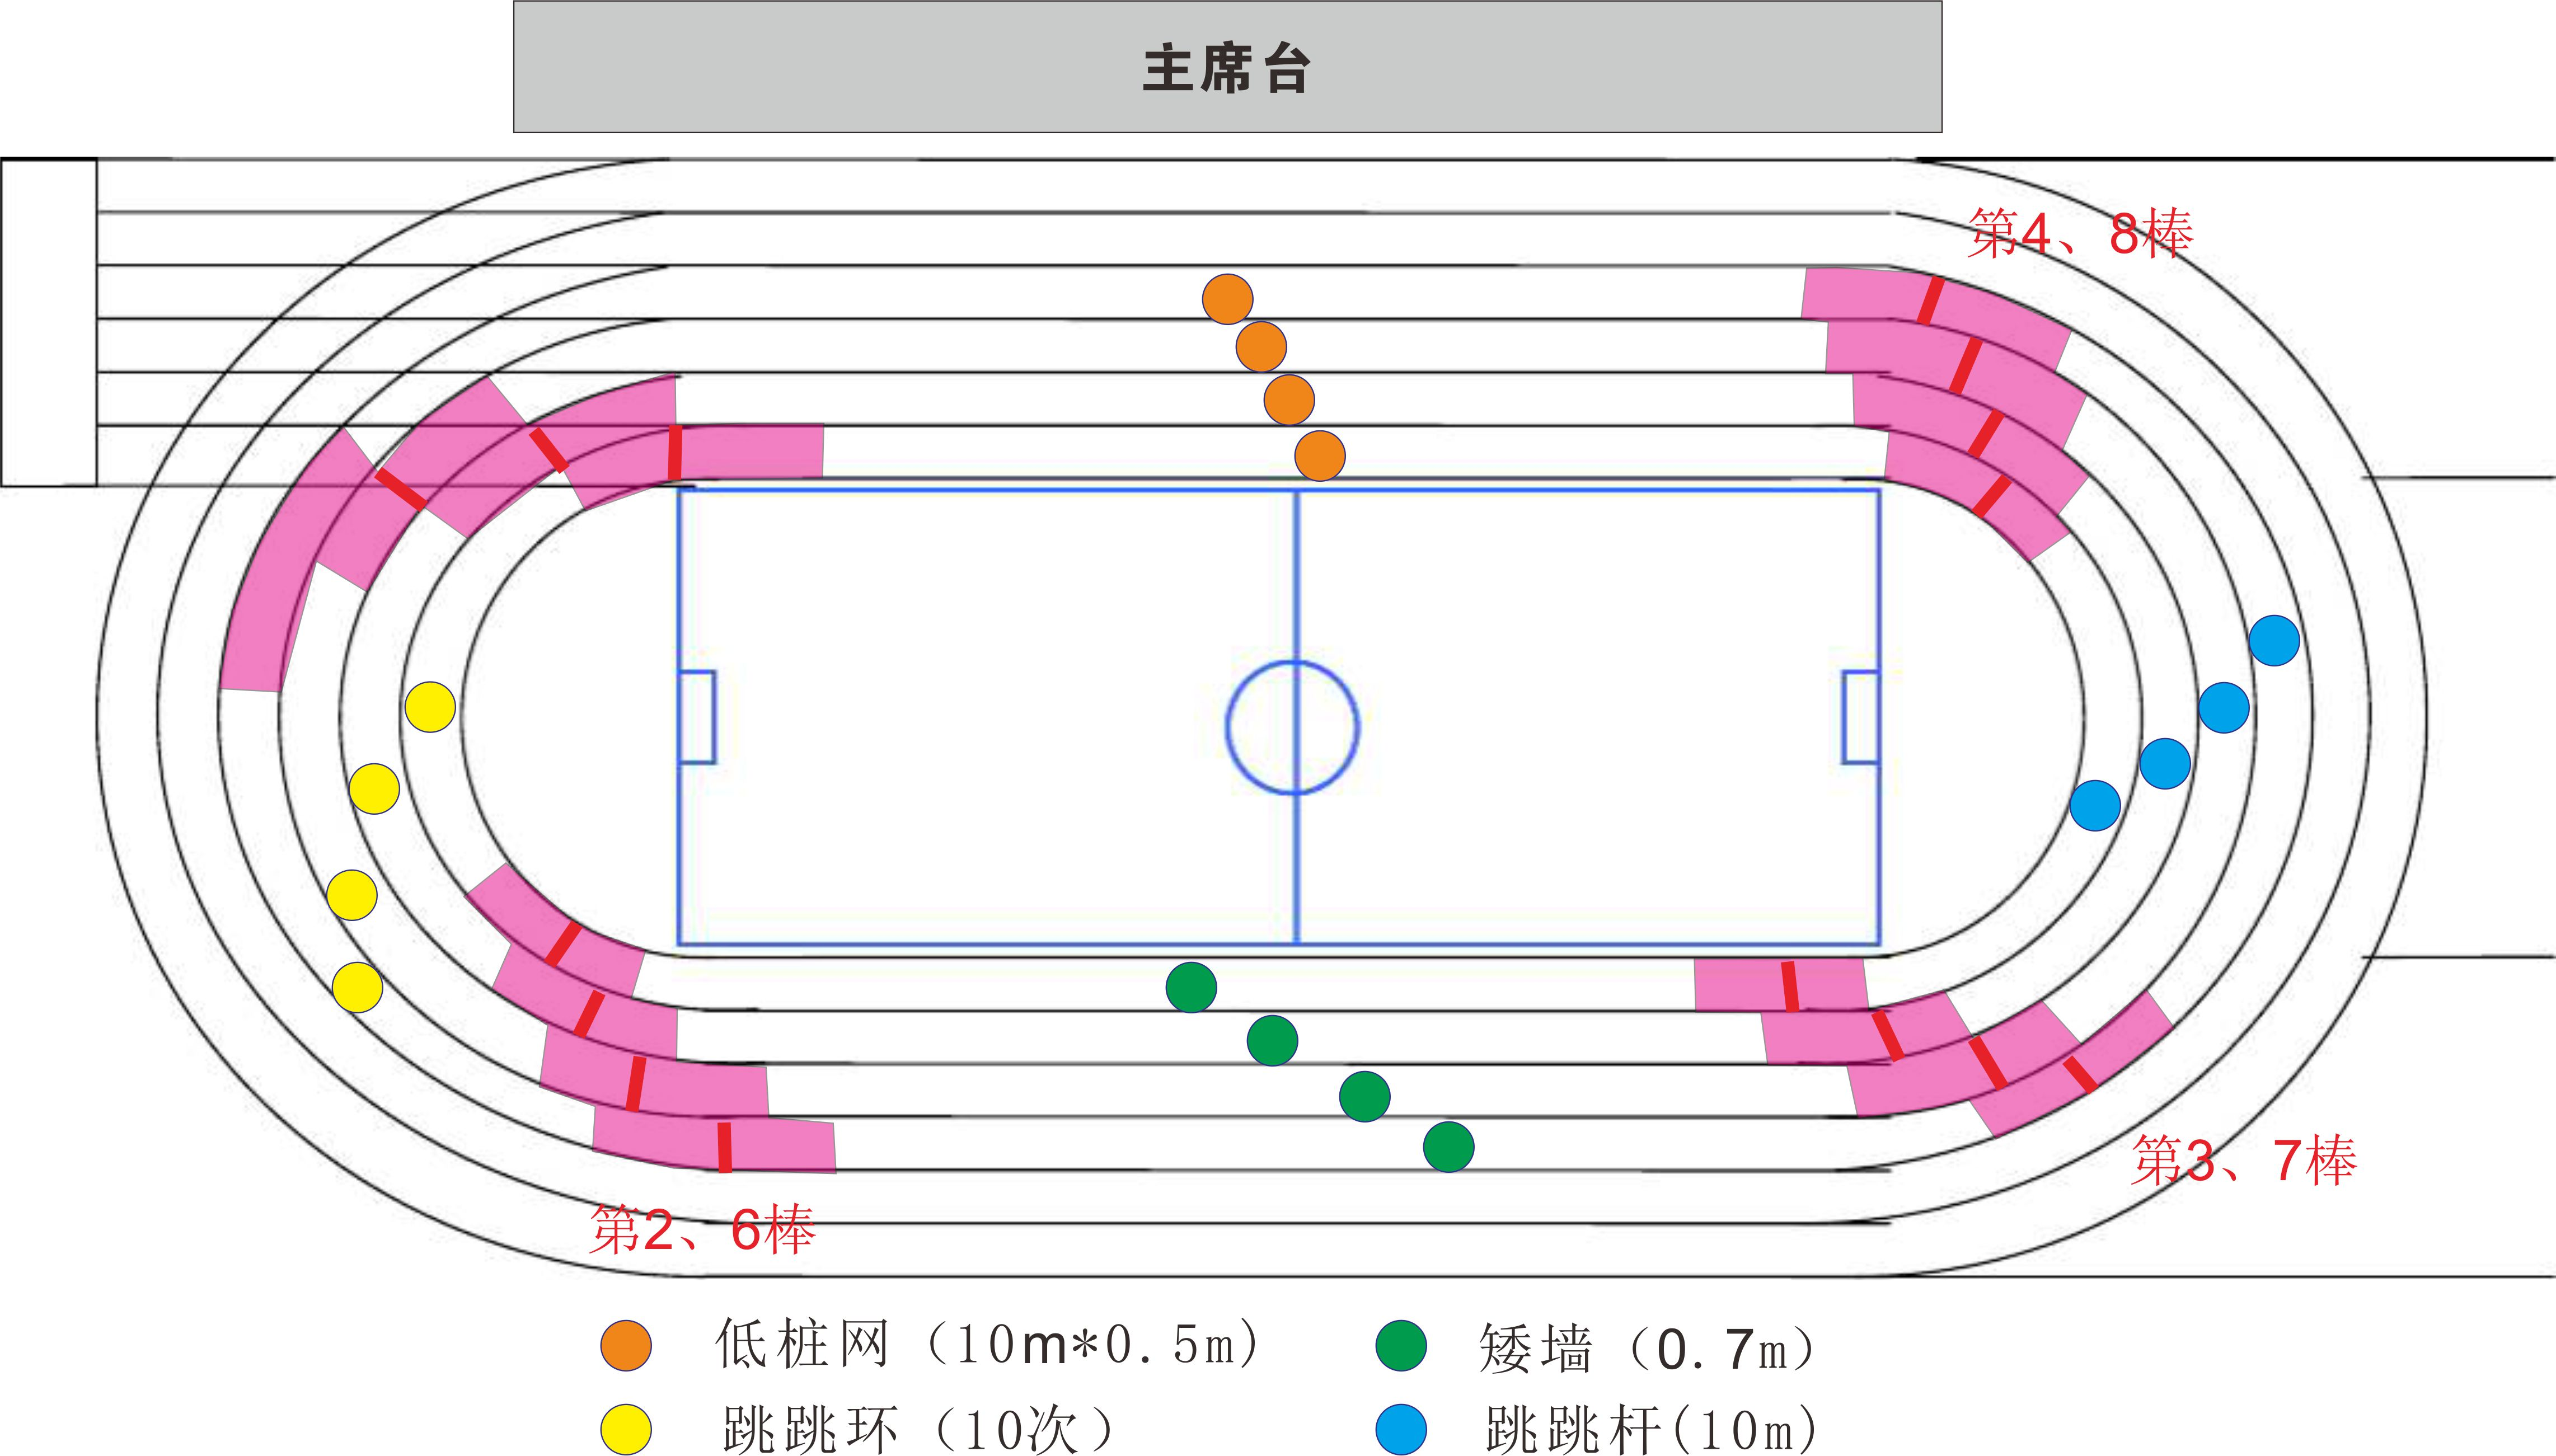 主席台
第4、8棒
第3、7棒
第2、6棒
低桩网（10m*0.5m)
矮墙（0.7m）
跳跳环（10次）
跳跳杆(10m)